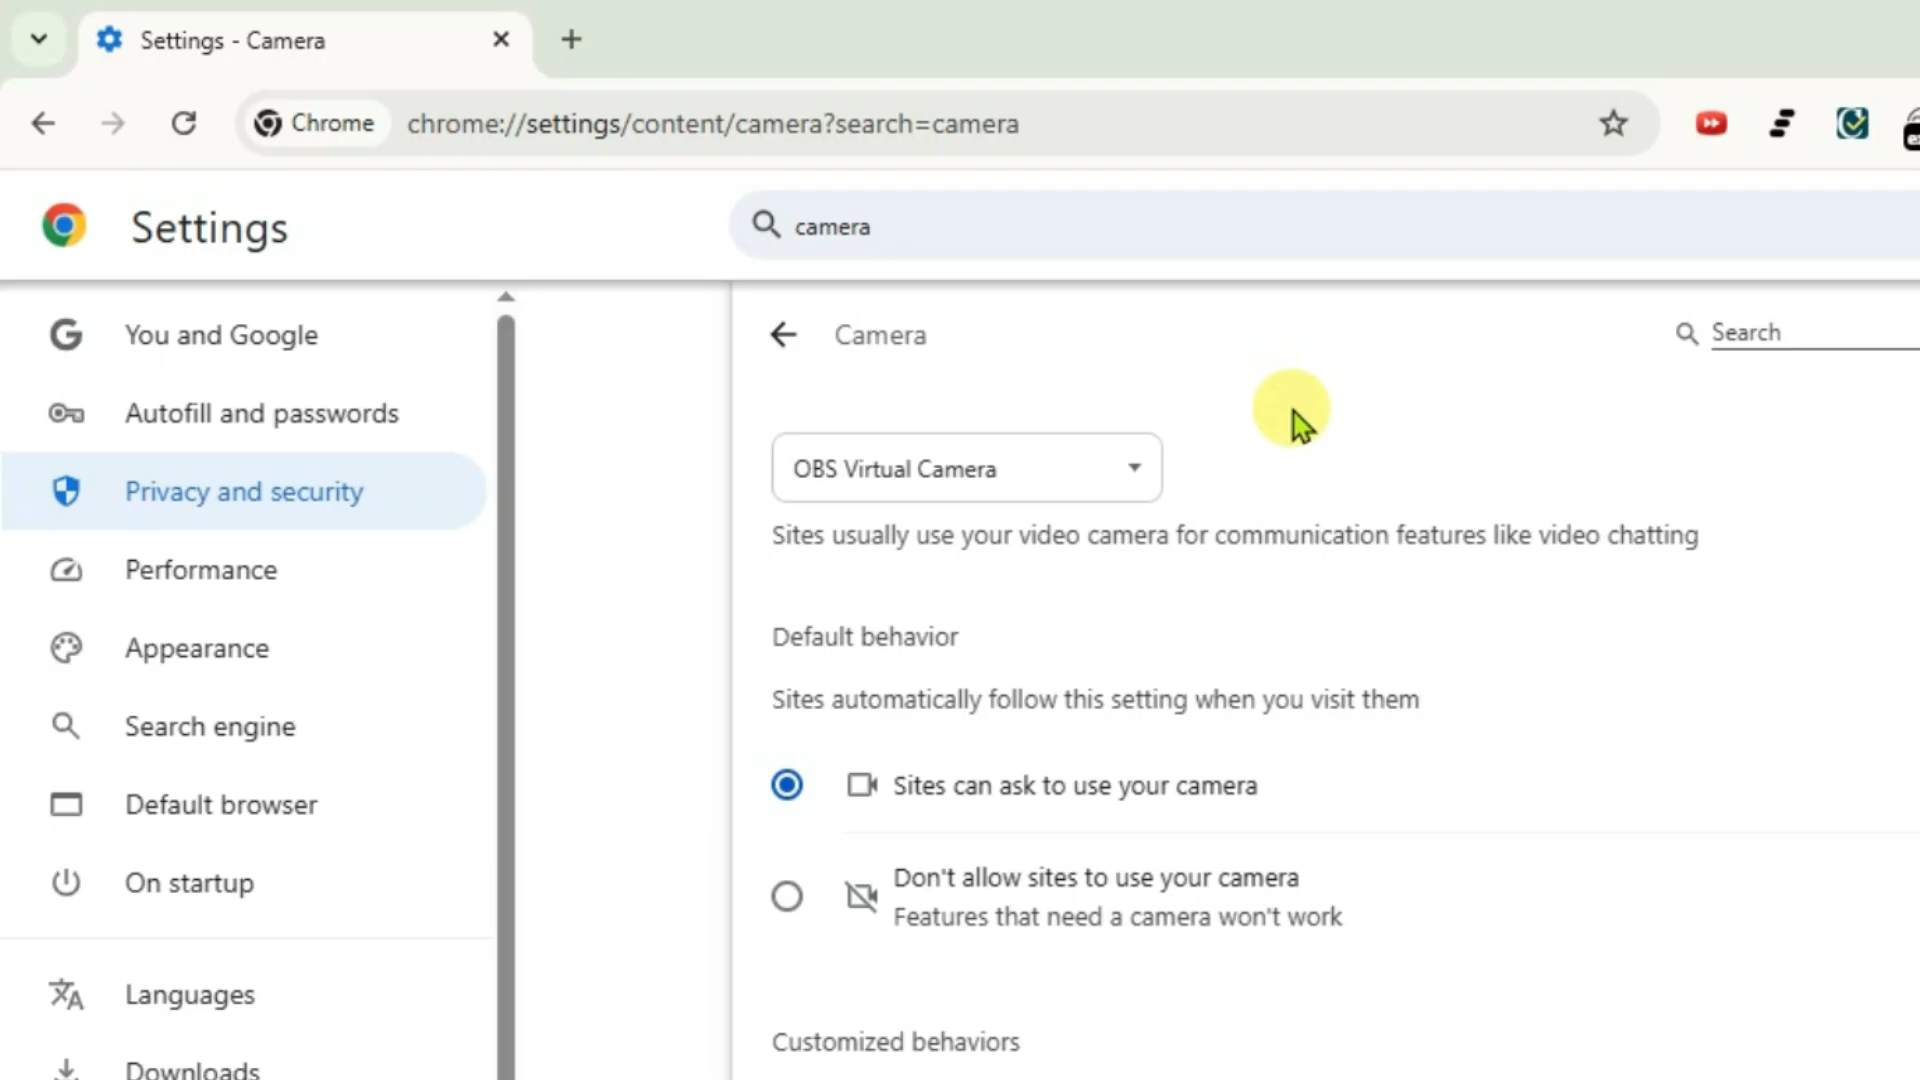 Settings - Camera
Chrome
chrome://settings/content/camera?search=camera
Settings
camera
You and Google
Autofill and passwords
Privacy and security
Performance
Appearance
Search engine
Default browser
On startup
Languages
Downloads
Camera
Search
OBS Virtual Camera
Sites usually use your video camera for communication features like video chatting
Default behavior
Sites automatically follow this setting when you visit them
Sites can ask to use your camera
Don't allow sites to use your camera
Features that need a camera won't work
Customized behaviors